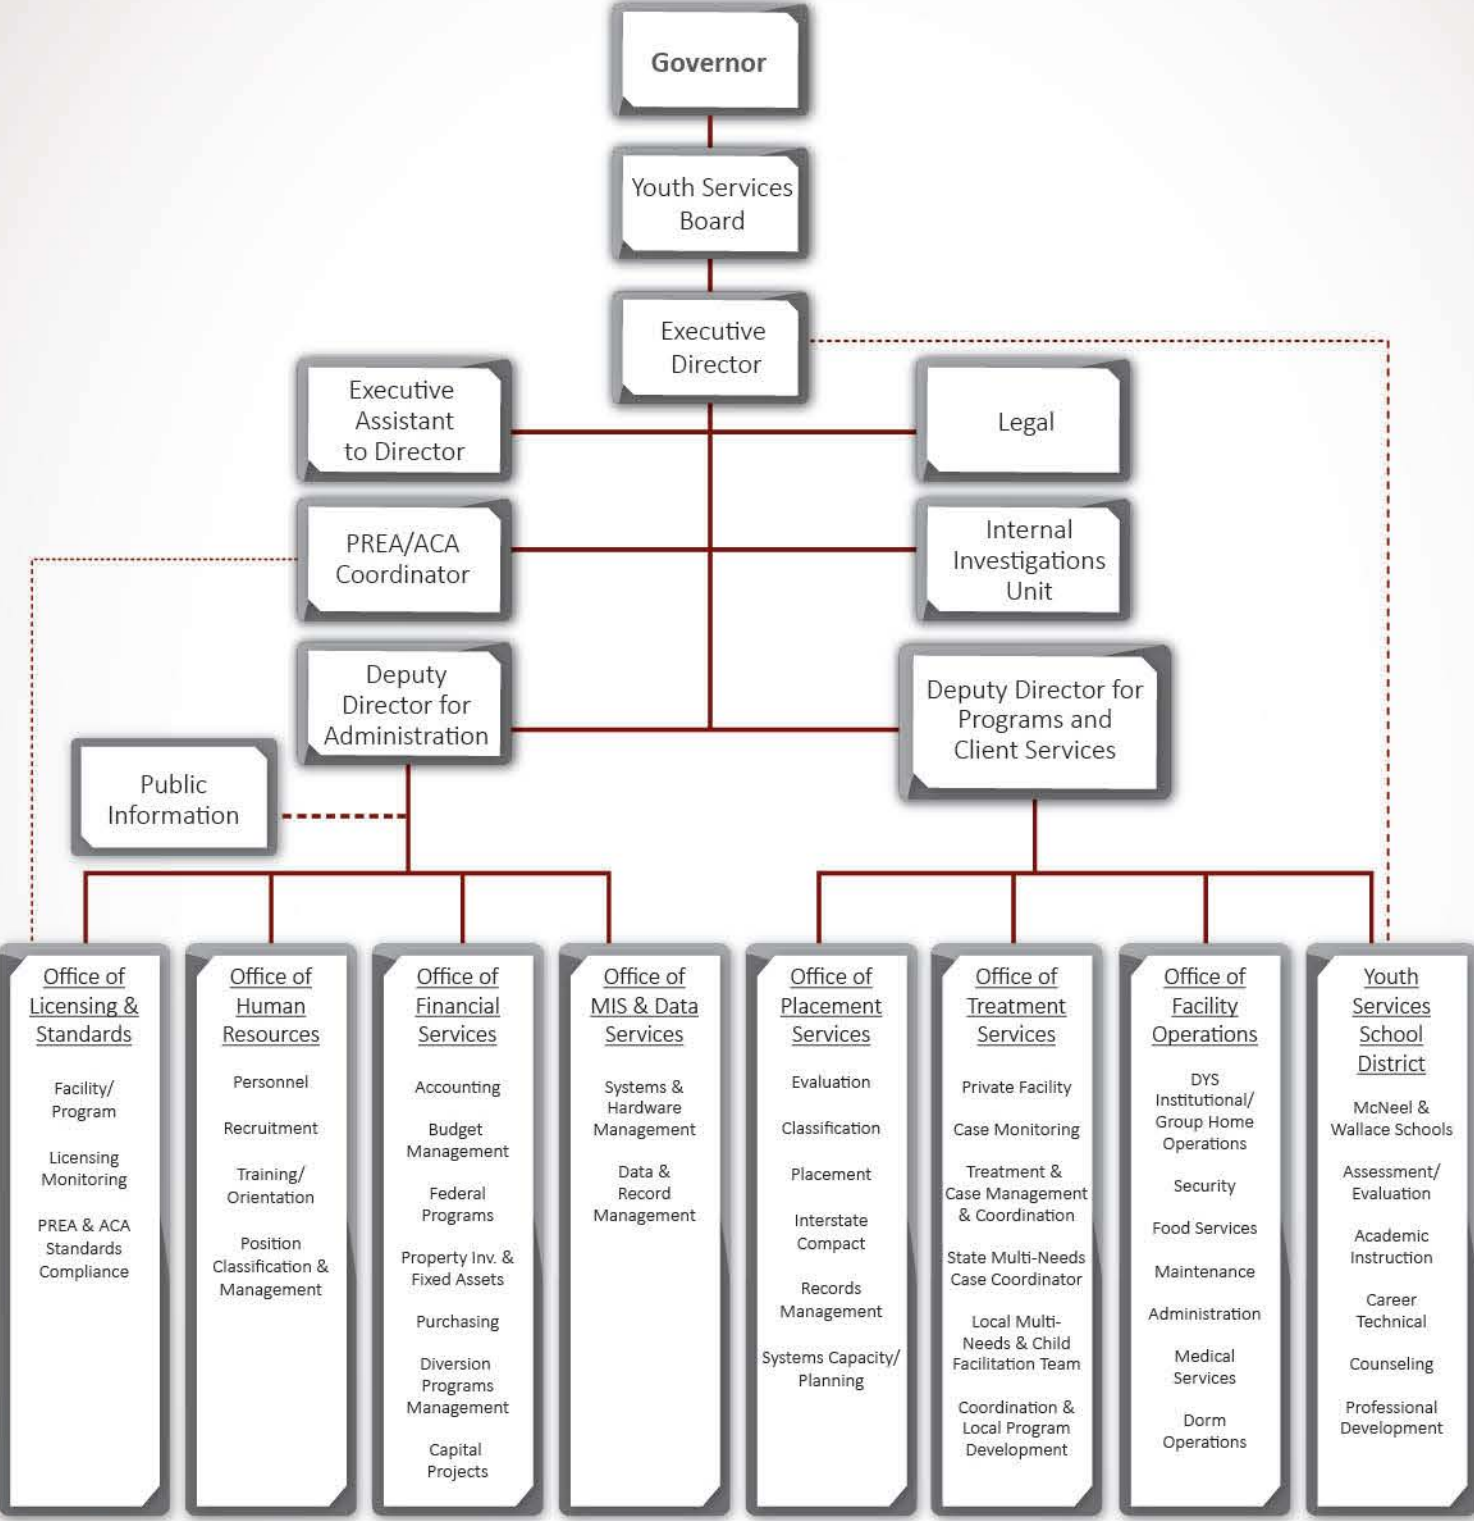 Governor
Youth Services
Board
Executive
Director
Executive
Assistant
to Director
Legal
PREA/ACA
Coordinator
Internal
Investigations
Unit
Deputy
Director for
Administration
Deputy Director for
Programs and
Client Services
Public
Information
Office of
Licensing &
Standards
Facility/
Program
Licensing
Monitoring
PREA & ACA
Standards
Compliance
Office of
Human
Resources
Personnel
Recruitment
Training/
Orientation
Position
Classification &
Management
Office of
Financial
Services
Accounting
Budget
Management
Federal
Programs
Property Inv. &
Fixed Assets
Purchasing
Diversion
Programs
Management
Capital
Projects
Office of
MIS & Data
Services
Systems &
Hardware
Management
Data &
Record
Management
Office of
Placement
Services
Evaluation
Classification
Placement
Interstate
Compact
Records
Management
Systems Capacity/
Planning
Office of
Treatment
Services
Private Facility
Case Monitoring
Treatment &
Case Management
& Coordination
State Multi-Needs
Case Coordinator
Local Multi-
Needs & Child
Facilitation Team
Coordination &
Local Program
Development
Office of
Facility
Operations
DYS
Institutional/
Group Home
Operations
Security
Food Services
Maintenance
Administration
Medical
Services
Dorm
Operations
Youth
Services
School
District
McNeel &
Wallace Schools
Assessment/
Evaluation
Academic
Instruction
Career
Technical
Counseling
Professional
Development